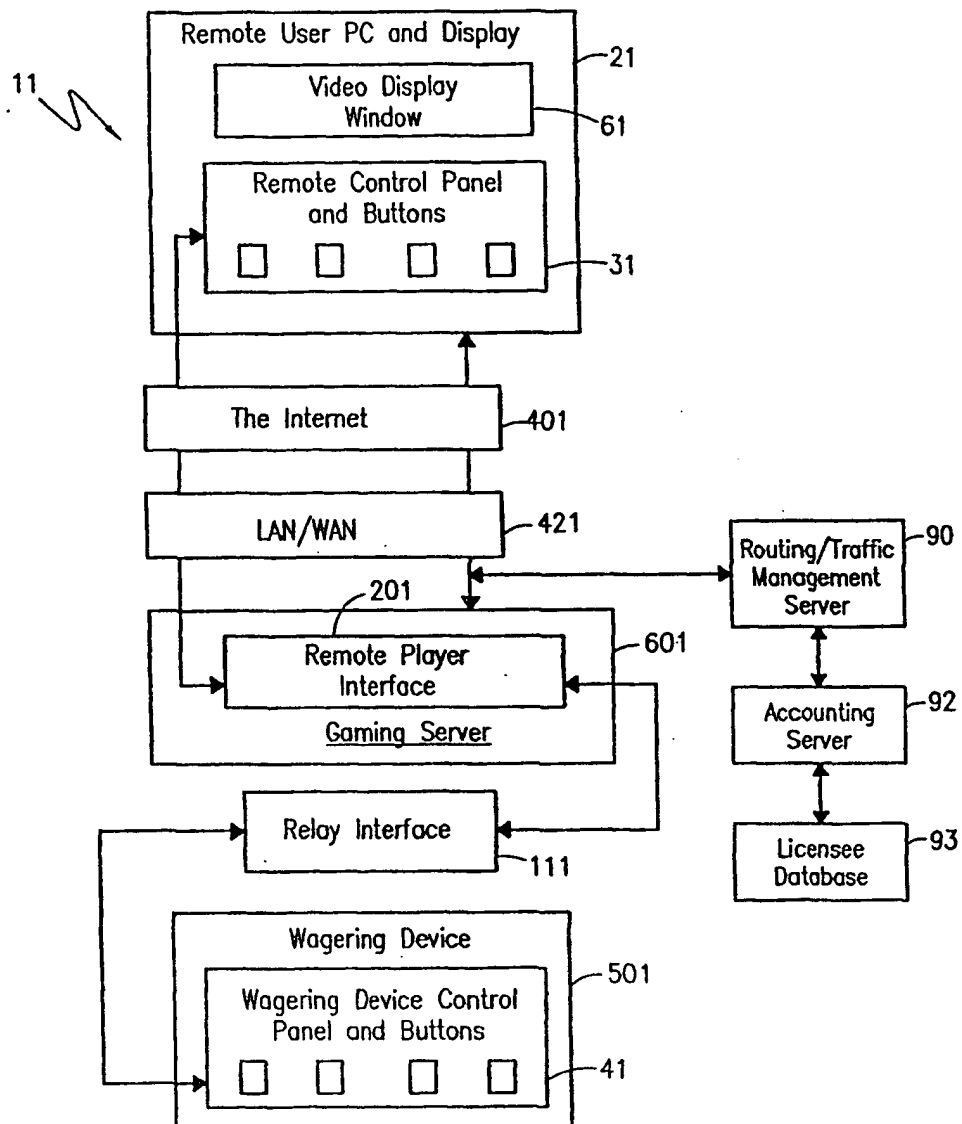 Remote User PC and Display
21
11
Video Display
Window
61
Remote Control Panel
and Buttons
31
The Internet
401
LAN/WAN
421
Routing/Traffic
Management
Server
90
201
Remote Player
Interface
601
Gaming Server
Accounting
Server
92
Relay Interface
111
Licensee
Database
93
Wagering Device
501
Wagering Device Control
Panel and Buttons
41